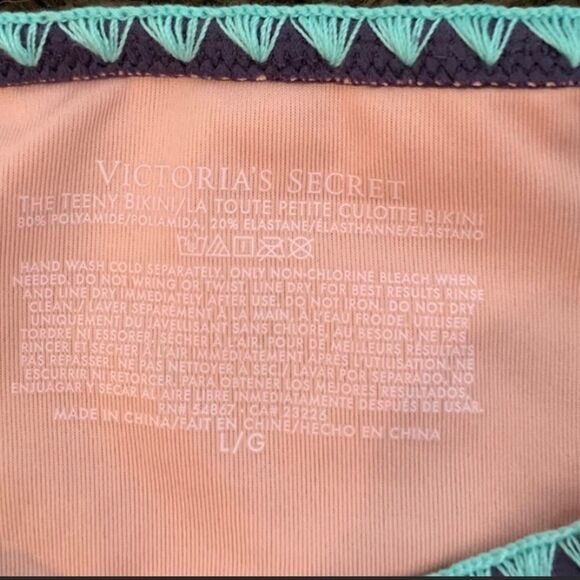 VICTORIA'S SECRET
THE TEENY BIKINI/LA TOUTE PETITE CULOTTE BIKINI
80% POLYAMIDE/POLIAMIDA, 20% ELASTANE/ELASTHANNE/ELASTANO
HAND WASH COLD SEPARATELY. ONLY NON-CHLORINE BLEACH WHEN
NEEDED. DO NOT WRING OR TWIST. LINE DRY. FOR BEST RESULTS RINSE
AND LINE DRY IMMEDIATELY AFTER USE. DO NOT IRON. DO NOT DRY
CLEAN./ LAVER SEPARÉMENT À LA MAIN, À L'EAU FROIDE. UTILISER
UNIQUEMENT DU JAVELLISANT SANS CHLORE, AU BESOIN. NE PAS
TORDRE NI ESSORER. SÉCHER À L'AIR. POUR DE MEILLEURS RÉSULTATS
RINCER ET SÉCHER À L'AIR IMMÉDIATEMENT APRÈS L'UTILISATION. NE
PAS REPASSER. NE PAS NETTOYER À SEC/ LAVAR POR SEPARADO. NO
ESCURRIR NI RETORCER. PARA OBTENER LOS MEJORES RESULTADOS,
ENJUAGAR Y SECAR AL AIRE LIBRE INMEDIATAMENTE DESPUÉS DE USAR.
RN# 54867 · CA# 23226
MADE IN CHINA/FAIT EN CHINE/HECHO EN CHINA
L/G